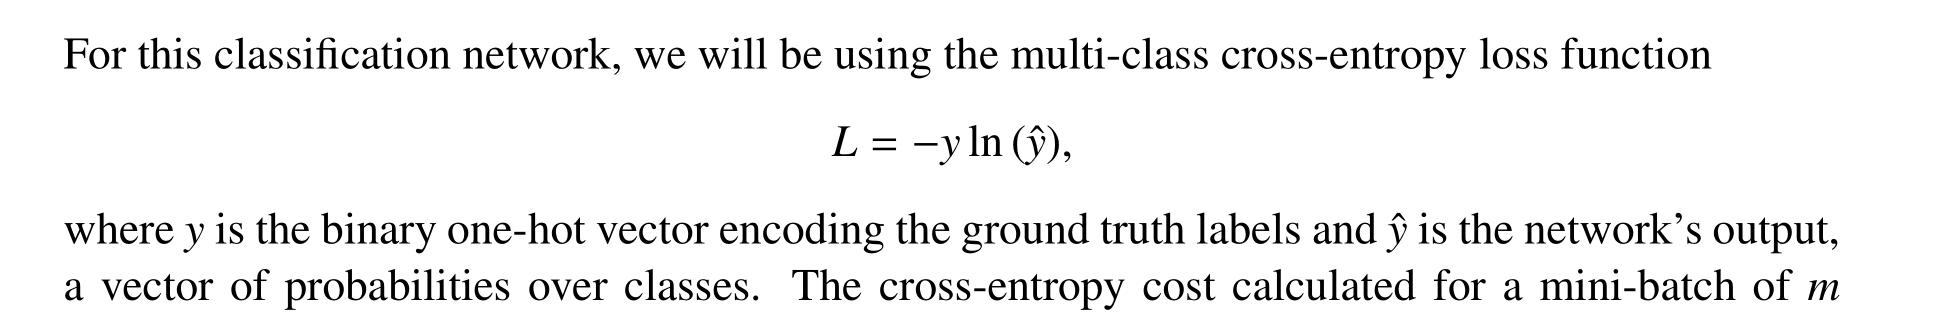 For this classification network, we will be using the multi-class cross-entropy loss function
L = −y ln (ŷ),
where y is the binary one-hot vector encoding the ground truth labels and ŷ is the network’s output,
a vector of probabilities over classes. The cross-entropy cost calculated for a mini-batch of m